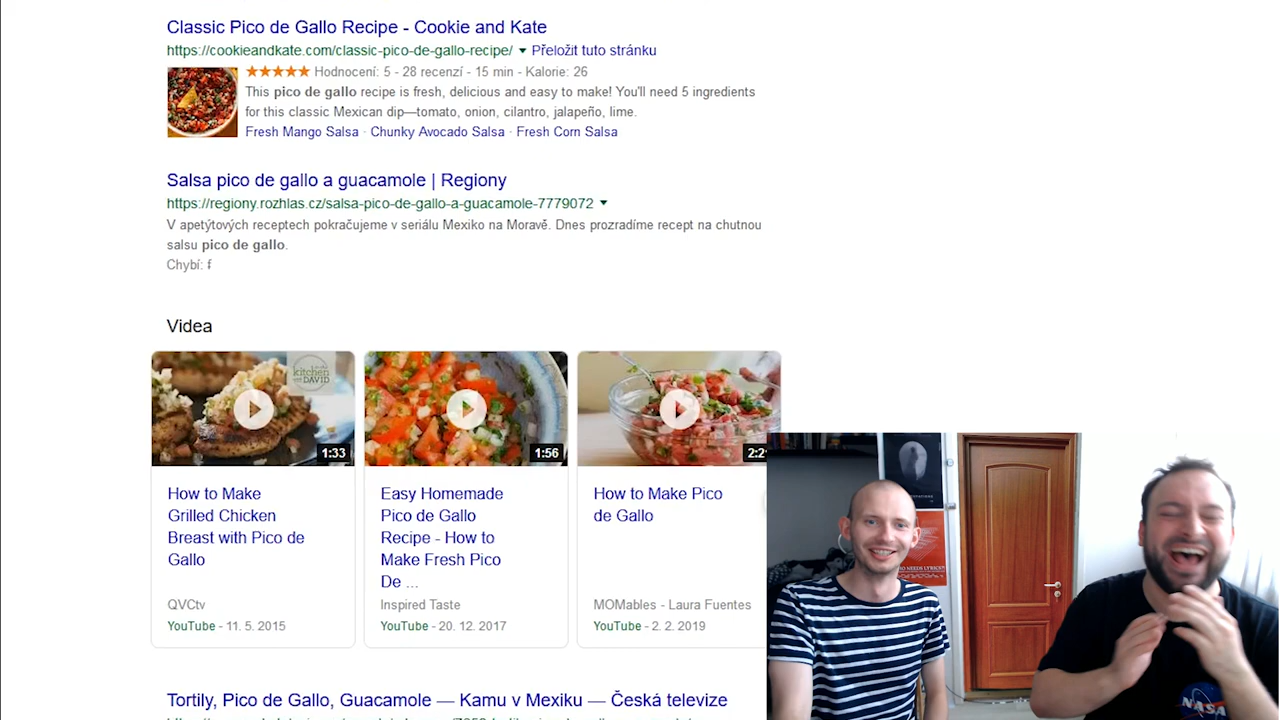 Classic Pico de Gallo Recipe - Cookie and Kate
https://cookieandkate.com/classic-pico-de-gallo-recipe/ Přeložit tuto stránku
Hodnocení: 5 - 28 recenzí - 15 min - Kalorie: 26
This pico de gallo recipe is fresh, delicious and easy to make! You'll need 5 ingredients
for this classic Mexican dip—tomato, onion, cilantro, jalapeño, lime.
Fresh Mango Salsa · Chunky Avocado Salsa · Fresh Corn Salsa
Salsa pico de gallo a guacamole | Regiony
https://regiony.rozhlas.cz/salsa-pico-de-gallo-a-guacamole-7779072
V apetýtových receptech pokračujeme v seriálu Mexiko na Moravě. Dnes prozradíme recept na chutnou
salsu pico de gallo.
Chybí: f
Videa
kitchen
DAVID
1:33
1:56
2:2
How to Make
Grilled Chicken
Breast with Pico de
Gallo
QVCtv
YouTube - 11. 5. 2015
Easy Homemade
Pico de Gallo
Recipe - How to
Make Fresh Pico
De ...
Inspired Taste
YouTube - 20. 12. 2017
How to Make Pico
de Gallo
MOMables - Laura Fuentes
YouTube - 2. 2. 2019
NEEDS LYRICS
NASA
Tortily, Pico de Gallo, Guacamole — Kamu v Mexiku — Česká televize